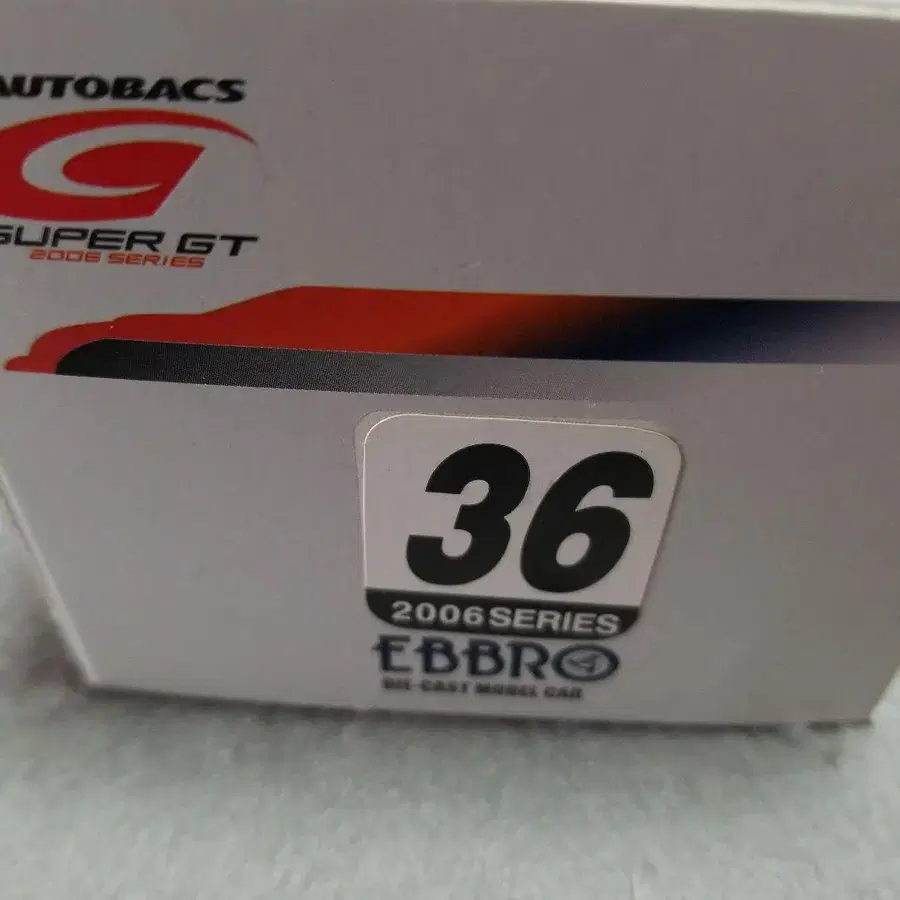 AUTOBACS
SUPER GT
2006 SERIES
36
2006 SERIES
EBBRO
DIE-CAST MODEL CAR